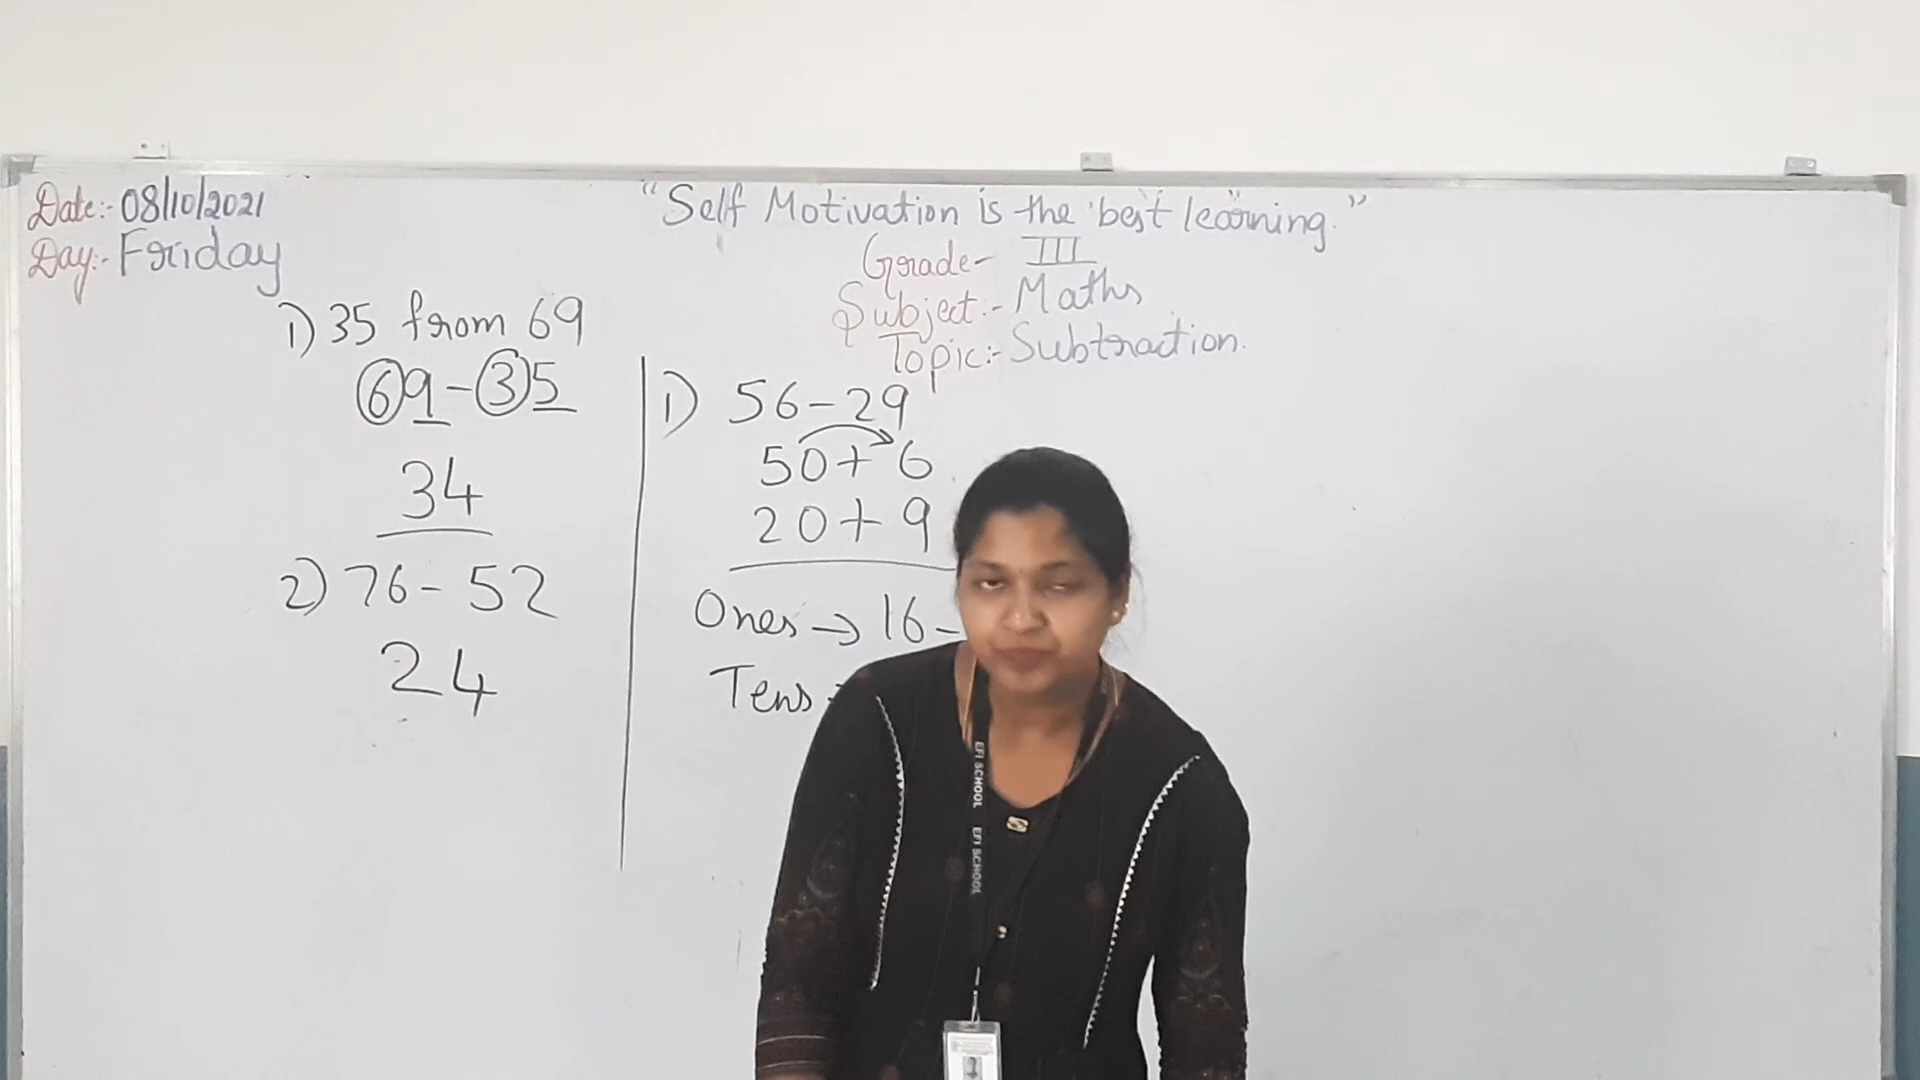 Date:- 08/10/2021
Day:- Friday
"Self Motivation is the best learning."
Grade- III
Subject:- Maths
Topic:- Subtraction.
1) 35 from 69
69-35
34
2) 76-52
24
1) 56-29
50+6
20+9
Ones → 16-
Tens
EFI SCHOOL EFI SCHOOL